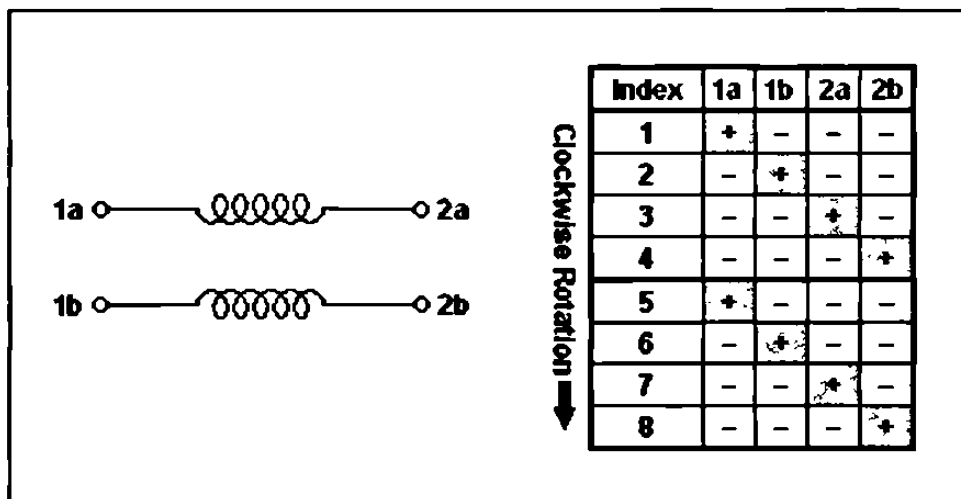 1a 2a
1b 2b
Clockwise Rotation
Index 1a 1b 2a 2b
1 + – – –
2 – + – –
3 – – + –
4 – – – +
5 + – – –
6 – + – –
7 – – + –
8 – – – +